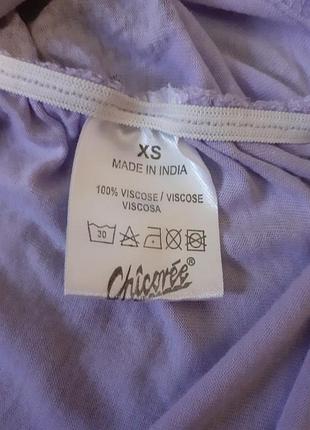 XS
MADE IN INDIA
100% VISCOSE / VISCOSE
VISCOSA
30
Chicorée®